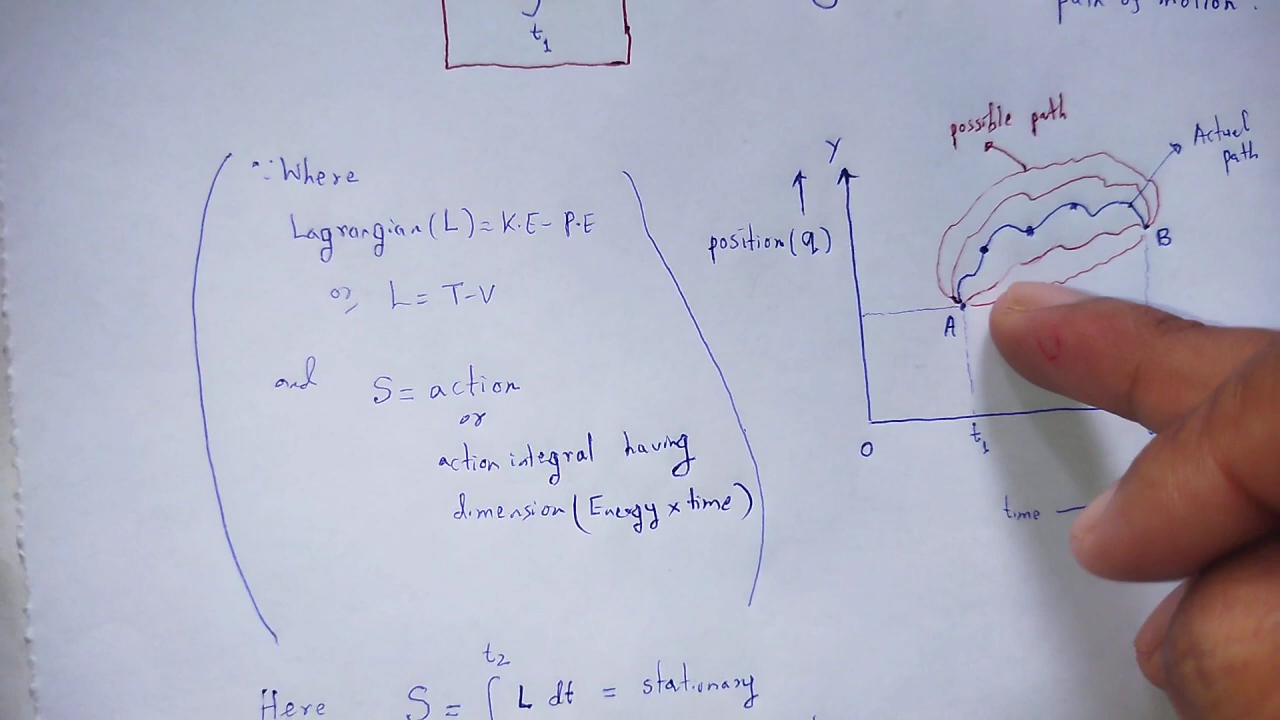 t1
path of motion.
∵ Where
Lagrangian (L) = K.E - P.E
or, L = T-V
and S = action
or
action integral having
dimension (Energy × time)
possible path
Actual
path
Y
position (q)
B
A
O
t1
time
t2
Here S = ∫ L dt = stationary